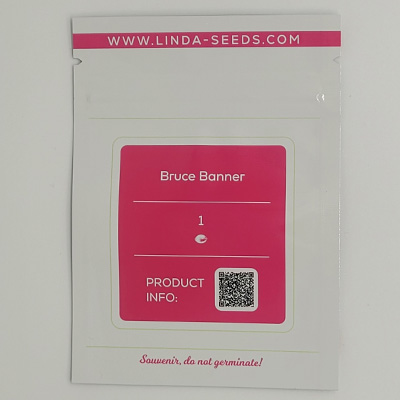 WWW.LINDA-SEEDS.COM
Bruce Banner
1
PRODUCT
INFO:
Souvenir, do not germinate!